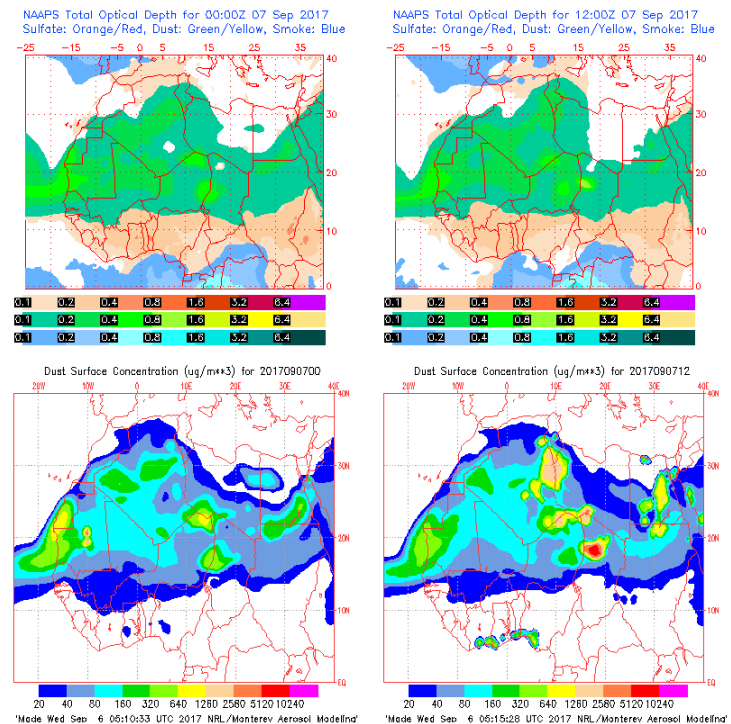 NAAPS Total Optical Depth for 00:00Z 07 Sep 2017
Sulfate: Orange/Red, Dust: Green/Yellow, Smoke: Blue
-25 -15 -5 0 5 15 25 35
40
30
20
10
0
0.1 0.2 0.4 0.8 1.6 3.2 6.4
0.1 0.2 0.4 0.8 1.6 3.2 6.4
0.1 0.2 0.4 0.8 1.6 3.2 6.4
NAAPS Total Optical Depth for 12:00Z 07 Sep 2017
Sulfate: Orange/Red, Dust: Green/Yellow, Smoke: Blue
-25 -15 -5 0 5 15 25 35
40
30
20
10
0
0.1 0.2 0.4 0.8 1.6 3.2 6.4
0.1 0.2 0.4 0.8 1.6 3.2 6.4
0.1 0.2 0.4 0.8 1.6 3.2 6.4
Dust Surface Concentration (ug/m**3) for 2017090700
20W 10W 0 10E 20E 30E 40E
40N
30N
20N
10N
EQ
20 40 80 160 320 640 1280 2560 5120 10240
'Made Wed Sep 6 05:10:33 UTC 2017 NRL/Monterey Aerosol Modeling'
Dust Surface Concentration (ug/m**3) for 2017090712
20W 10W 0 10E 20E 30E 40E
40N
30N
20N
10N
EQ
20 40 80 160 320 640 1280 2560 5120 10240
'Made Wed Sep 6 05:15:28 UTC 2017 NRL/Monterey Aerosol Modeling'